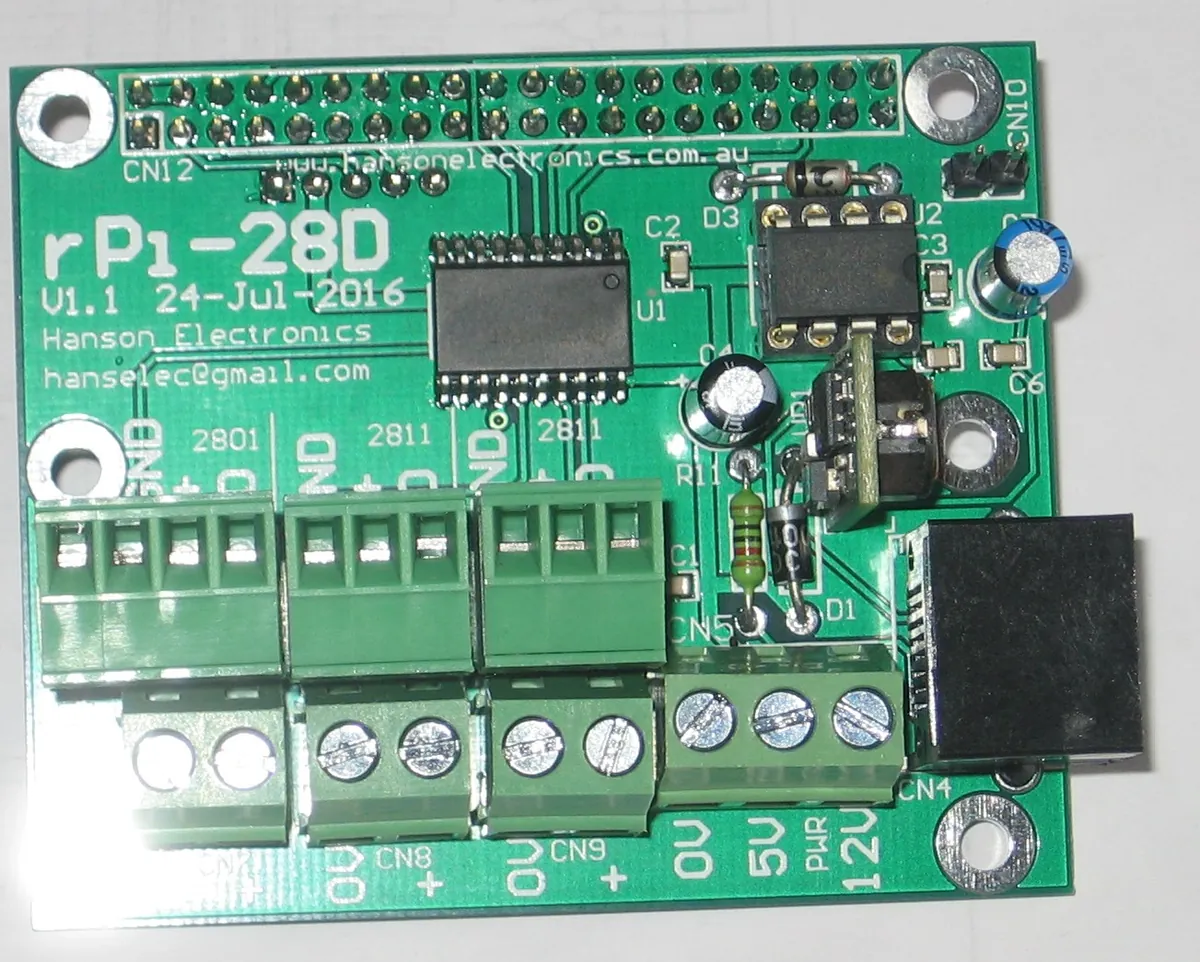 CN10
www.hansonelectronics.com.au
CN12
D3
U2
rPi-28D
C2
C3
V1.1 24-Jul-2016
U1
Hanson Electronics
hanselec@gmail.com
C4
C6
GND + D
2801
2811
2811
R11
C1
D1
CN5
CN4
CN8
CN9
0V +
0V +
0V
5V
PWR
12V